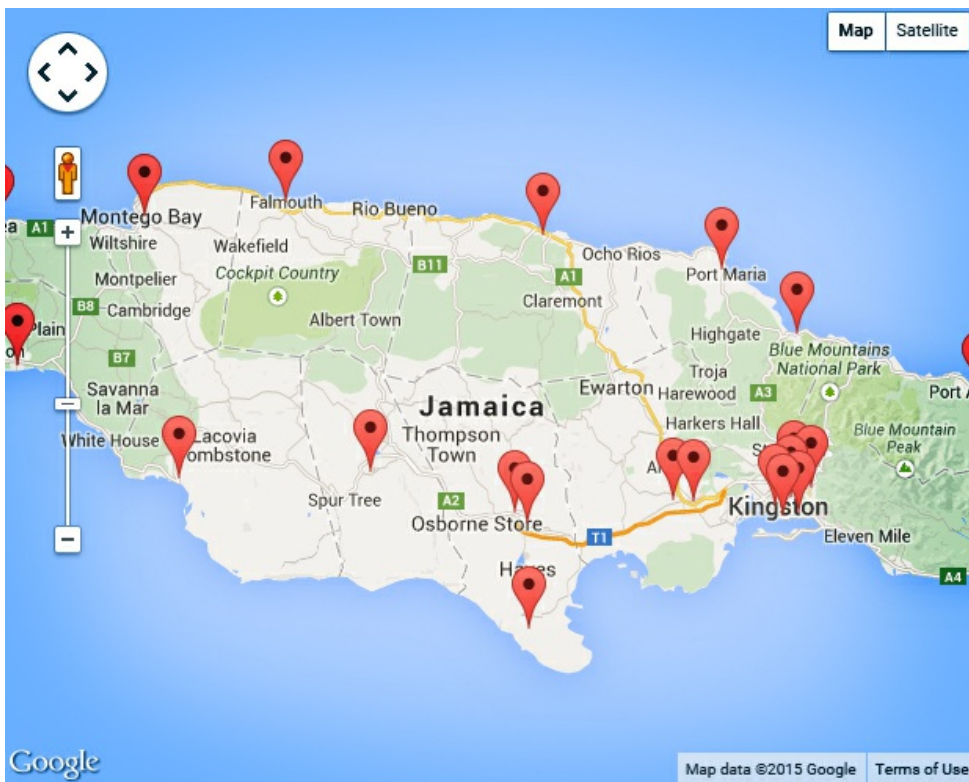 Map Satellite
Falmouth
Rio Bueno
Montego Bay
A1
Wiltshire
Wakefield
Ocho Rios
Port Maria
Montpelier
Cockpit Country
B11
A1
Claremont
B8
Cambridge
Albert Town
Highgate
Plain
B7
Blue Mountains
National Park
Troja
Savanna
la Mar
Ewarton
Harewood
A3
Port A
Jamaica
Harkers Hall
White House
Lacovia
Tombstone
Thompson
Town
Blue Mountain
Peak
Spur Tree
A2
Osborne Store
Kingston
T1
Eleven Mile
Hayes
A4
Google
Map data ©2015 Google Terms of Use